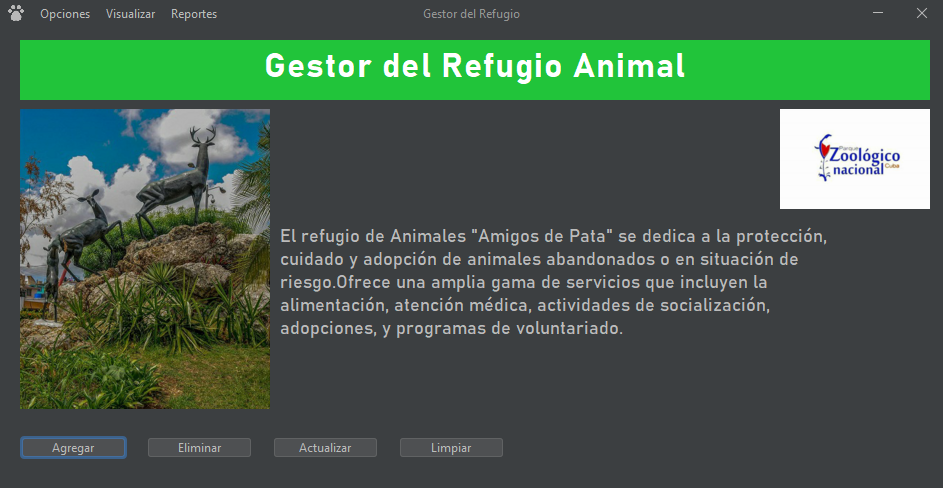 Opciones Visualizar Reportes Gestor del Refugio
Gestor del Refugio Animal
Parque
Zoológico
nacional Cuba
El refugio de Animales "Amigos de Pata" se dedica a la protección,
cuidado y adopción de animales abandonados o en situación de
riesgo.Ofrece una amplia gama de servicios que incluyen la
alimentación, atención médica, actividades de socialización,
adopciones, y programas de voluntariado.
Agregar Eliminar Actualizar Limpiar